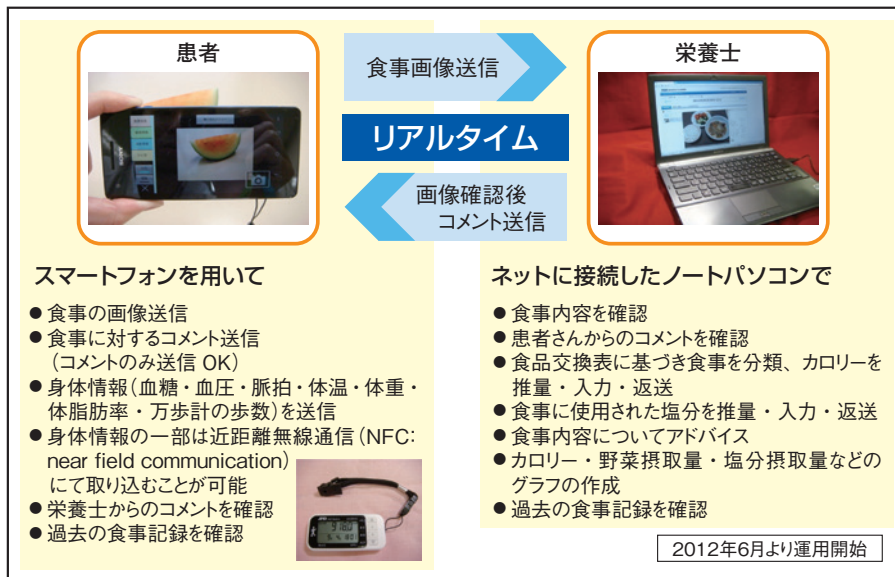 患者
食事画像送信
栄養士
リアルタイム
画像確認後
コメント送信
スマートフォンを用いて
●食事の画像送信
●食事に対するコメント送信
(コメントのみ送信 OK)
●身体情報(血糖・血圧・脈拍・体温・体重・
体脂肪率・万歩計の歩数)を送信
●身体情報の一部は近距離無線通信(NFC:
near field communication)
にて取り込むことが可能
●栄養士からのコメントを確認
●過去の食事記録を確認
ネットに接続したノートパソコンで
●食事内容を確認
●患者さんからのコメントを確認
●食品交換表に基づき食事を分類、カロリーを
推量・入力・返送
●食事に使用された塩分を推量・入力・返送
●食事内容についてアドバイス
●カロリー・野菜摂取量・塩分摂取量などの
グラフの作成
●過去の食事記録を確認
2012年6月より運用開始